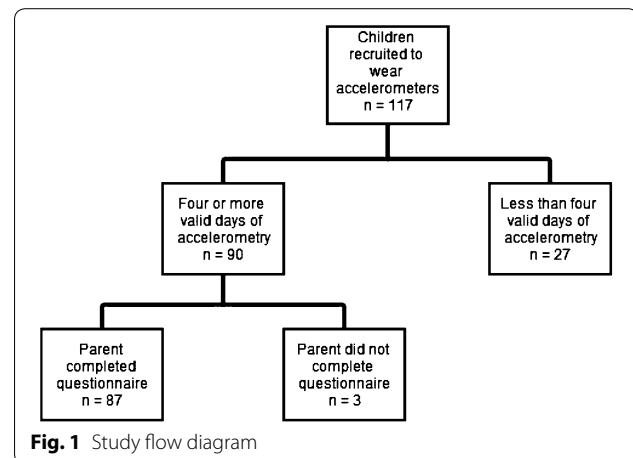 Children
recruited to
wear
accelerometers
n = 117
Four or more
valid days of
accelerometry
n = 90
Less than four
valid days of
accelerometry
n = 27
Parent
completed
questionnaire
n = 87
Parent did not
complete
questionnaire
n = 3
Fig. 1 Study flow diagram